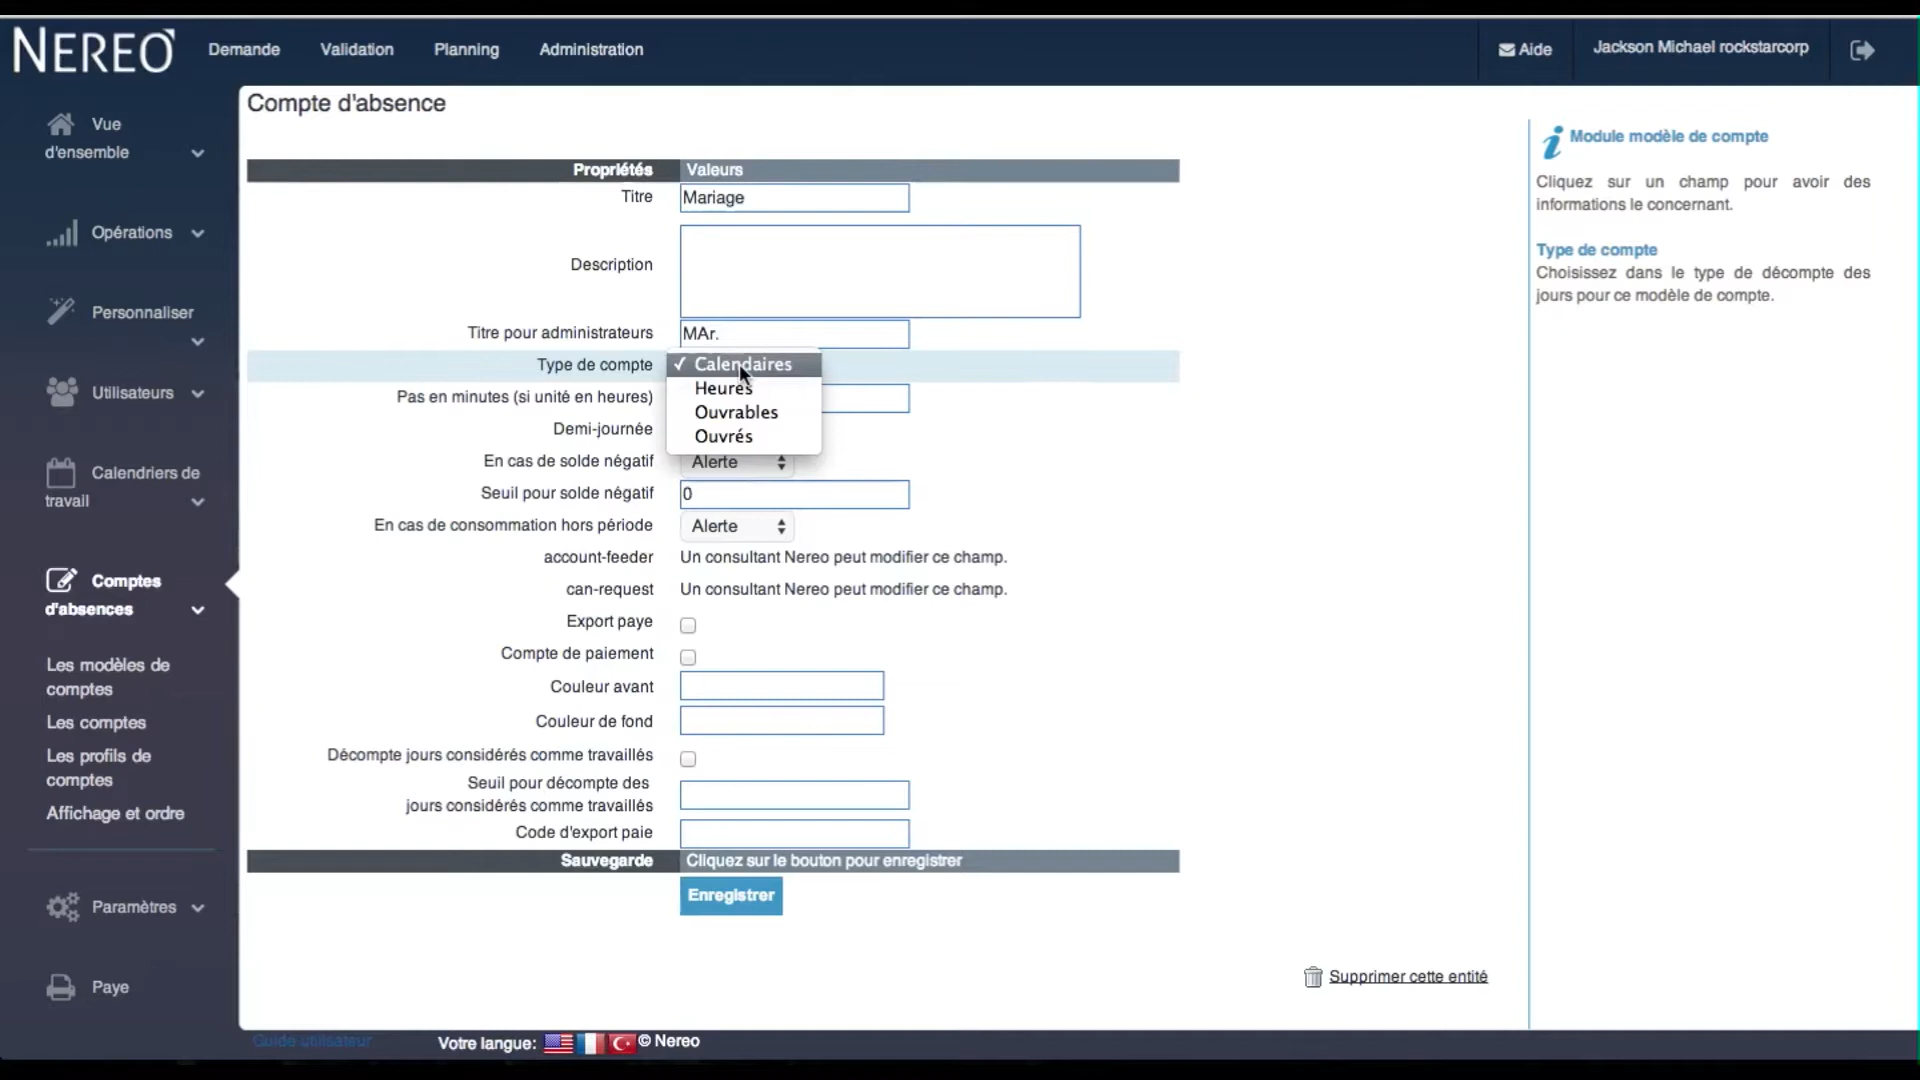 NEREO
Demande
Validation
Planning
Administration
Aide
Jackson Michael rockstarcorp
Vue
d'ensemble
Opérations
Personnaliser
Utilisateurs
Calendriers de
travail
Comptes
d'absences
Les modèles de
comptes
Les comptes
Les profils de
comptes
Affichage et ordre
Paramètres
Paye
Compte d'absence
Propriétés Valeurs
Titre Mariage
Description
Titre pour administrateurs MAr.
Type de compte Calendaires
Heures
Ouvrables
Ouvrés
Pas en minutes (si unité en heures)
Demi-journée
En cas de solde négatif Alerte
Seuil pour solde négatif 0
En cas de consommation hors période Alerte
account-feeder Un consultant Nereo peut modifier ce champ.
can-request Un consultant Nereo peut modifier ce champ.
Export paye
Compte de paiement
Couleur avant
Couleur de fond
Décompte jours considérés comme travaillés
Seuil pour décompte des
jours considérés comme travaillés
Code d'export paie
Sauvegarde Cliquez sur le bouton pour enregistrer
Enregistrer
Supprimer cette entité
Module modèle de compte
Cliquez sur un champ pour avoir des
informations le concernant.
Type de compte
Choisissez dans le type de décompte des
jours pour ce modèle de compte.
Guide utilisateur
Votre langue: © Nereo